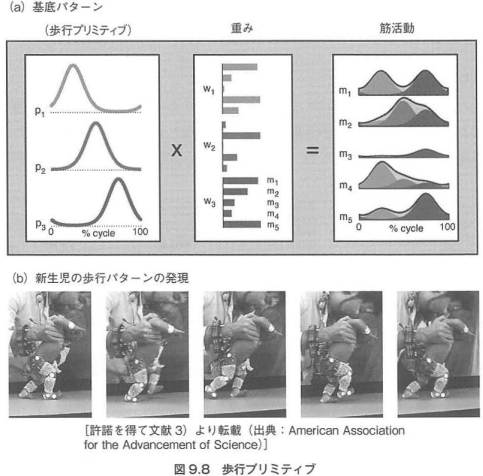 (a) 基底パターン
(歩行プリミティブ)
重み
筋活動
p1
p2
p3
0
% cycle
100
X
w1
w2
w3
m1
m2
m3
m4
m5
=
m1
m2
m3
m4
m5
0
% cycle
100
(b) 新生児の歩行パターンの発現
[許諾を得て文献 3) より転載 (出典:American Association
for the Advancement of Science)]
図 9.8 歩行プリミティブ